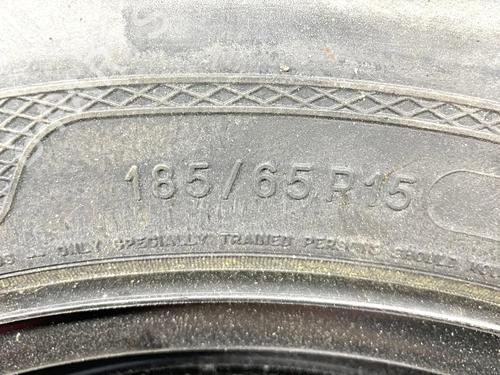 185/65 R15
ONLY SPECIALLY TRAINED PERSONS SHOULD